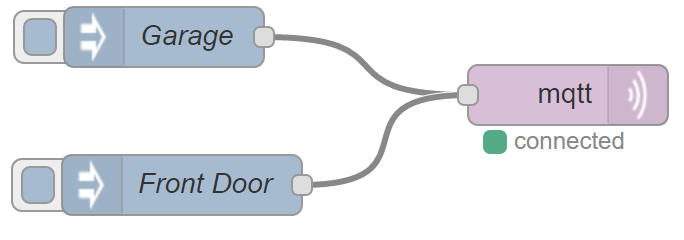 Garage
mqtt
connected
Front Door